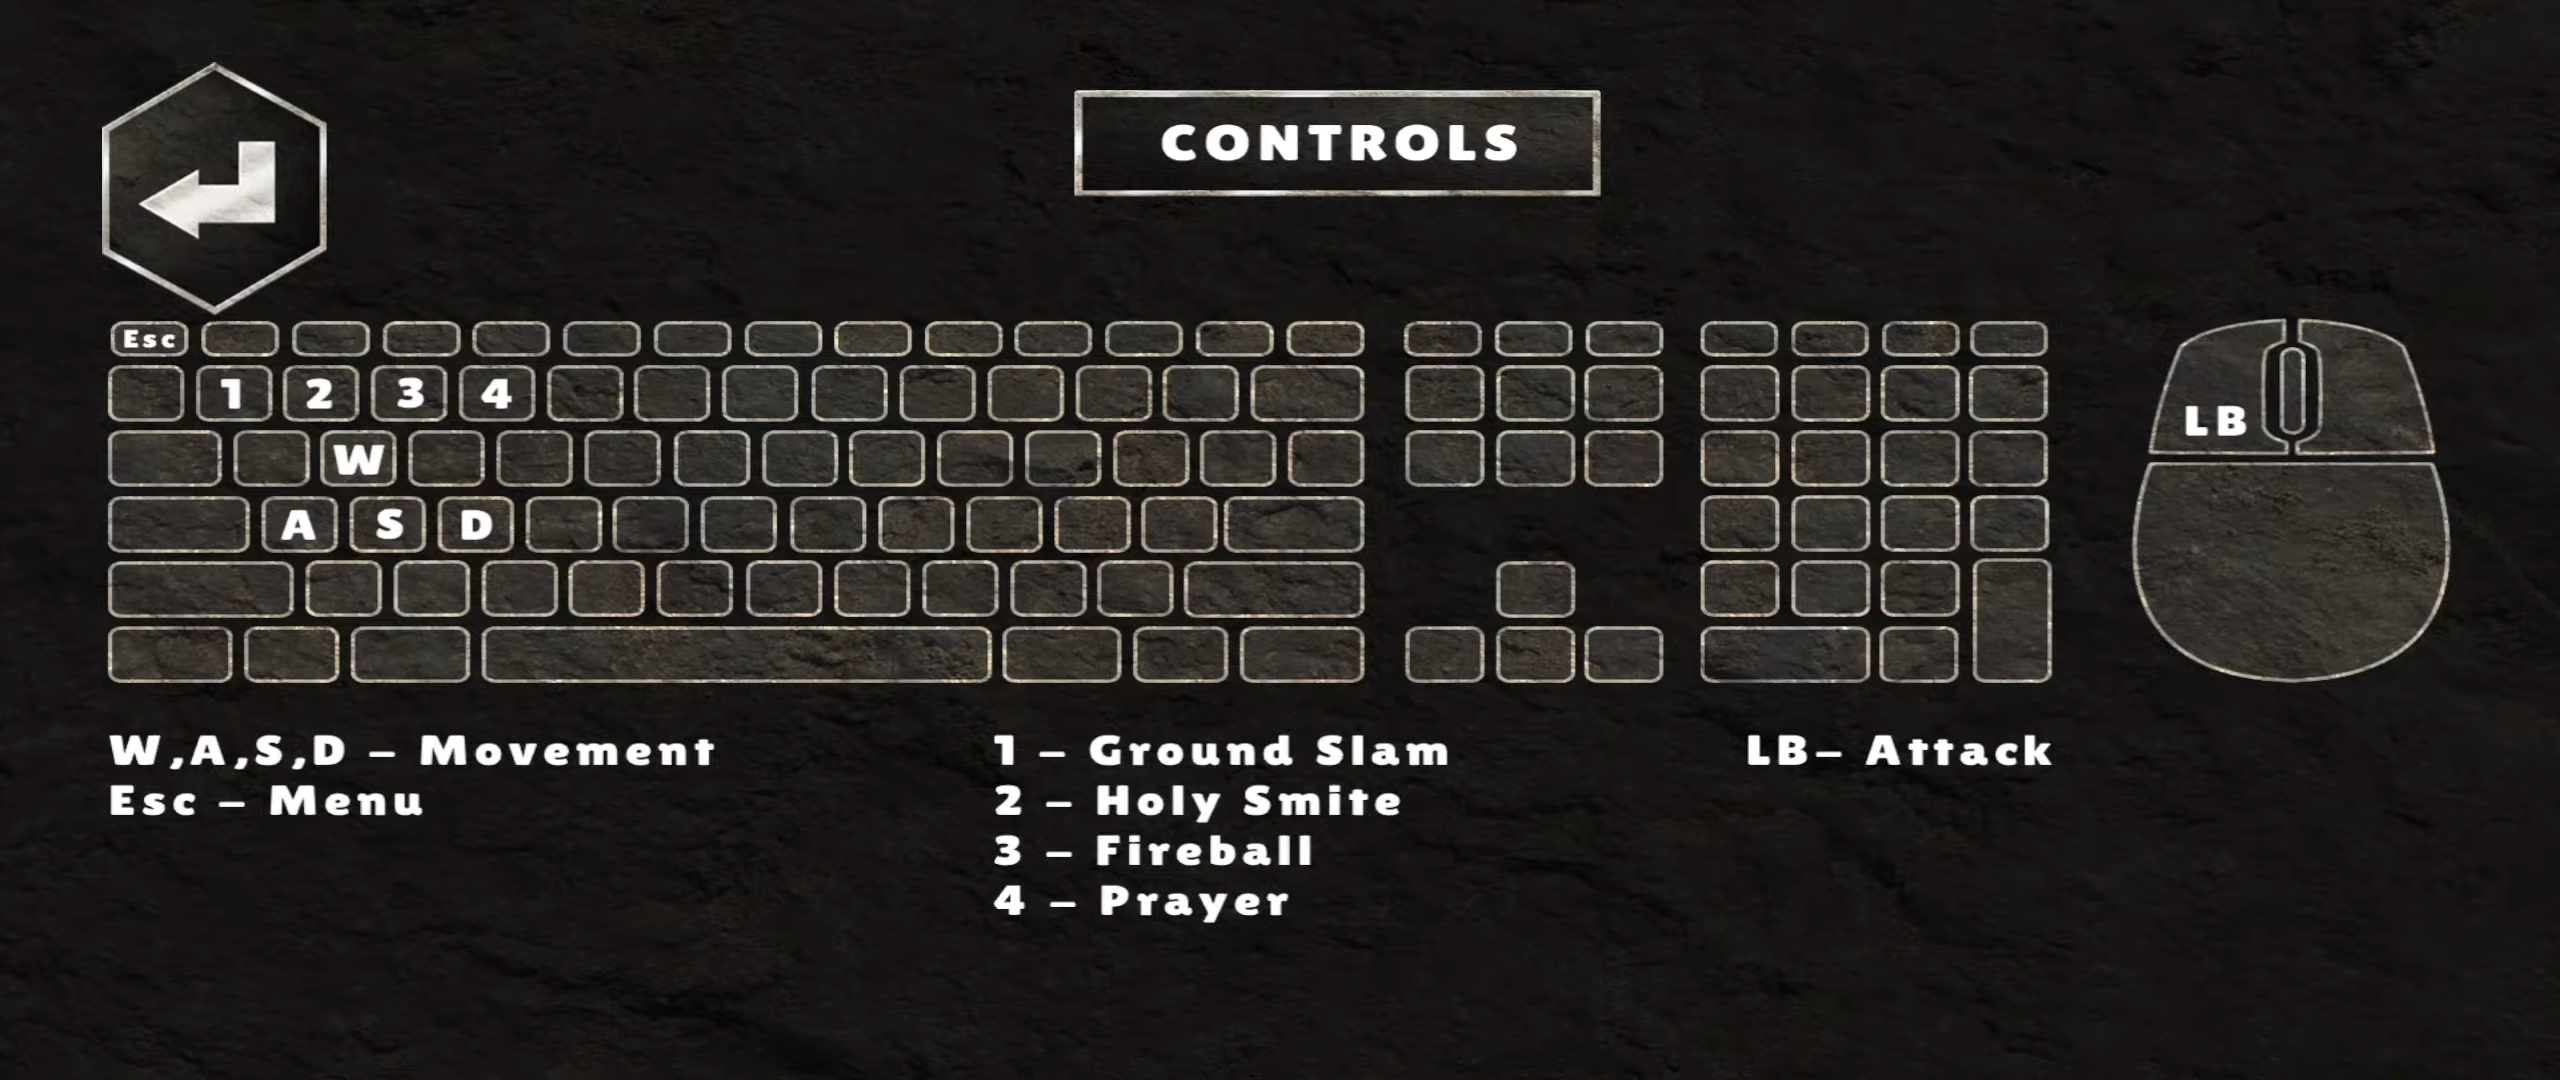 CONTROLS
Esc
1 2 3 4
W
A S D
LB
W,A,S,D – Movement
Esc – Menu
1 – Ground Slam
2 – Holy Smite
3 – Fireball
4 – Prayer
LB– Attack